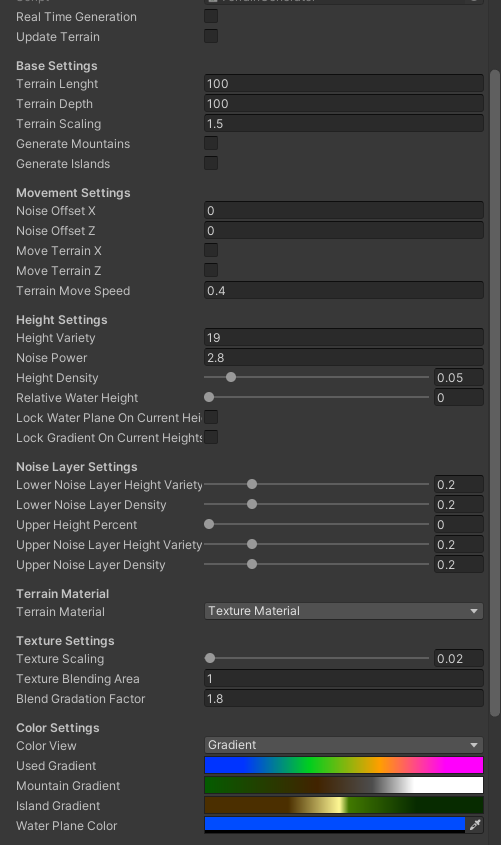 Real Time Generation
Update Terrain
Base Settings
Terrain Lenght 100
Terrain Depth 100
Terrain Scaling 1.5
Generate Mountains
Generate Islands
Movement Settings
Noise Offset X 0
Noise Offset Z 0
Move Terrain X
Move Terrain Z
Terrain Move Speed 0.4
Height Settings
Height Variety 19
Noise Power 2.8
Height Density 0.05
Relative Water Height 0
Lock Water Plane On Current Hei
Lock Gradient On Current Heights
Noise Layer Settings
Lower Noise Layer Height Variety 0.2
Lower Noise Layer Density 0.2
Upper Height Percent 0
Upper Noise Layer Height Variety 0.2
Upper Noise Layer Density 0.2
Terrain Material
Terrain Material Texture Material
Texture Settings
Texture Scaling 0.02
Texture Blending Area 1
Blend Gradation Factor 1.8
Color Settings
Color View Gradient
Used Gradient
Mountain Gradient
Island Gradient
Water Plane Color